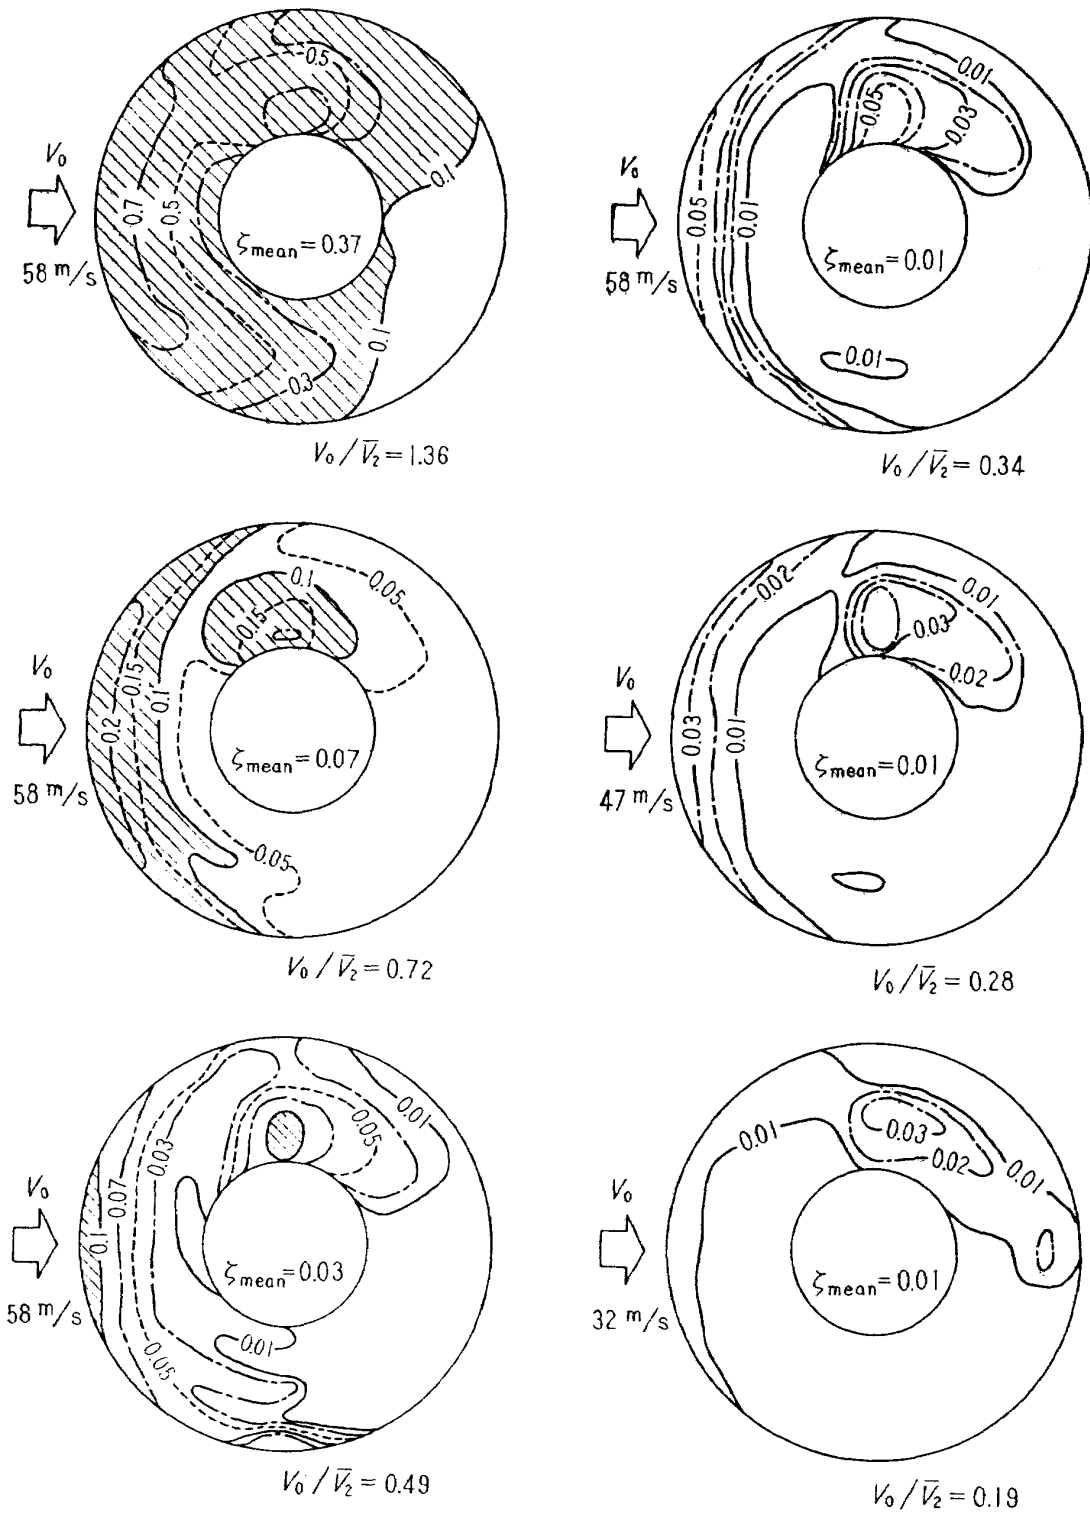 0.5
0.1
V₀
0.7
0.5
ζmean = 0.37
58 m/s
0.1
0.3
V₀ / V̅₂ = 1.36
0.01
0.05
0.03
V₀
0.05
0.01
ζmean = 0.01
58 m/s
0.01
V₀ / V̅₂ = 0.34
0.1
0.05
0.15
V₀
0.15
0.1
0.2
ζmean = 0.07
58 m/s
0.05
V₀ / V̅₂ = 0.72
0.02
0.01
0.03
0.02
V₀
0.03
0.01
ζmean = 0.01
47 m/s
V₀ / V̅₂ = 0.28
0.01
0.05
0.03
V₀
0.07
0.1
ζmean = 0.03
58 m/s
0.01
0.05
V₀ / V̅₂ = 0.49
0.01
0.03
0.02
0.01
V₀
ζmean = 0.01
32 m/s
V₀ / V̅₂ = 0.19